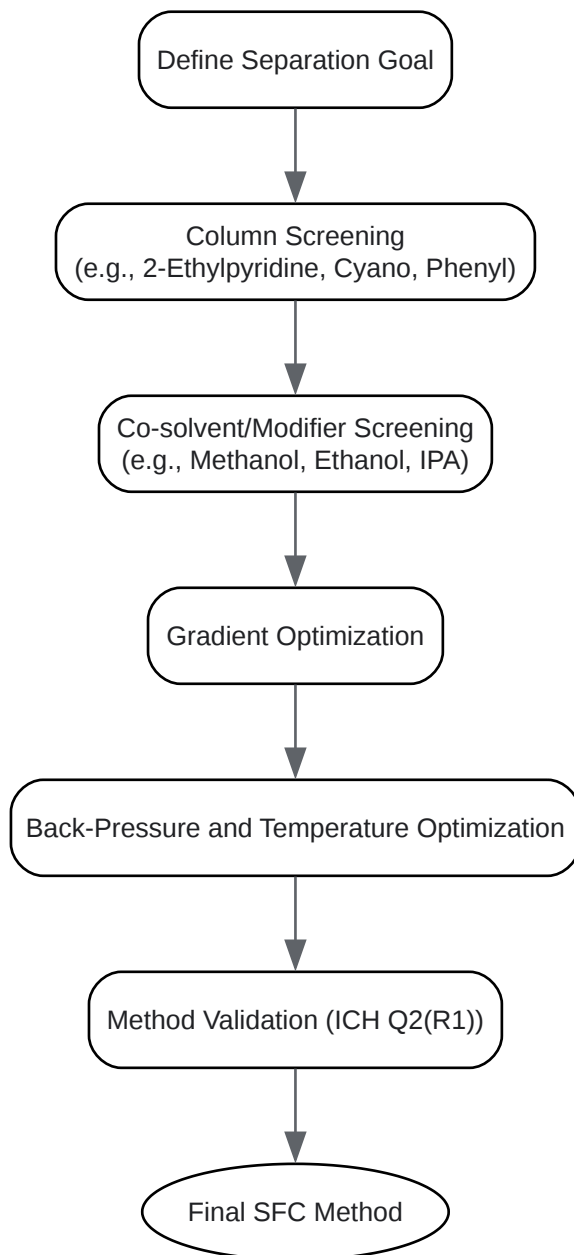 Define Separation Goal
Column Screening
(e.g., 2-Ethylpyridine, Cyano, Phenyl)
Co-solvent/Modifier Screening
(e.g., Methanol, Ethanol, IPA)
Gradient Optimization
Back-Pressure and Temperature Optimization
Method Validation (ICH Q2(R1))
Final SFC Method